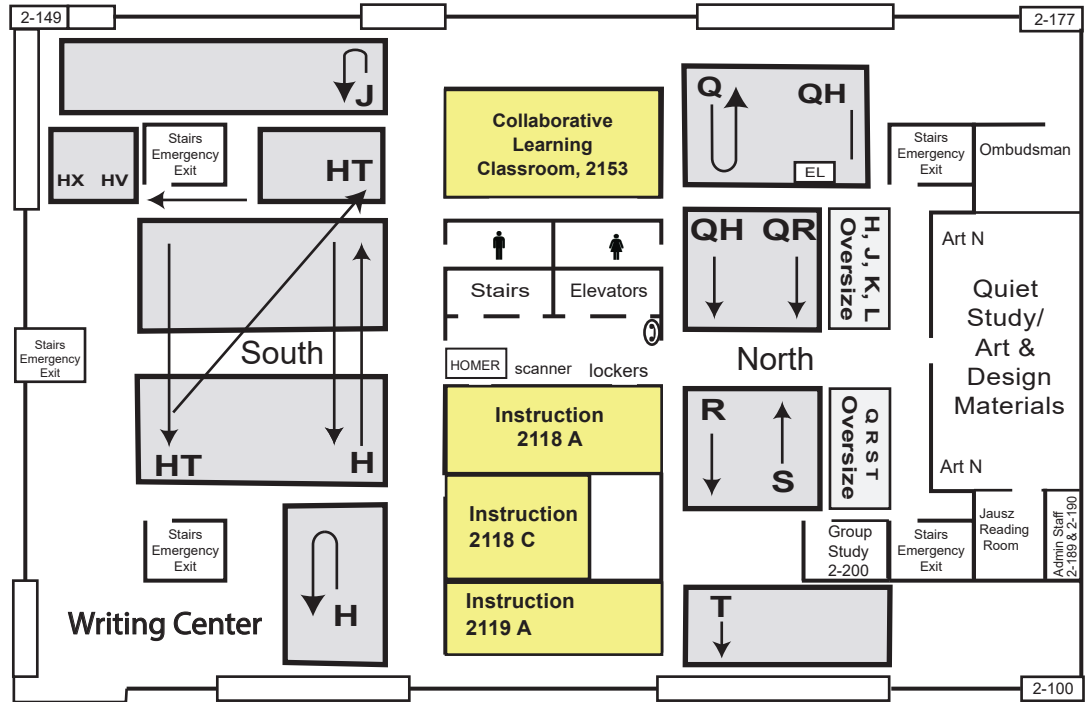 2-149
2-177
J
Collaborative
Learning
Classroom, 2153
Q
QH
EL
Stairs
Emergency
Exit
HX HV
HT
Stairs
Emergency
Exit
Ombudsman
QH QR
H, J, K, L
Oversize
Art N
Quiet
Study/
Art &
Design
Materials
Art N
Stairs
Elevators
Stairs
Emergency
Exit
South
HOMER
scanner
lockers
North
HT
H
Instruction
2118 A
R
S
Q R S T
Oversize
Instruction
2118 C
Stairs
Emergency
Exit
Group
Study
2-200
Stairs
Emergency
Exit
Jausz
Reading
Room
Admin Staff
2-189 & 2-190
Writing Center
H
Instruction
2119 A
T
2-100